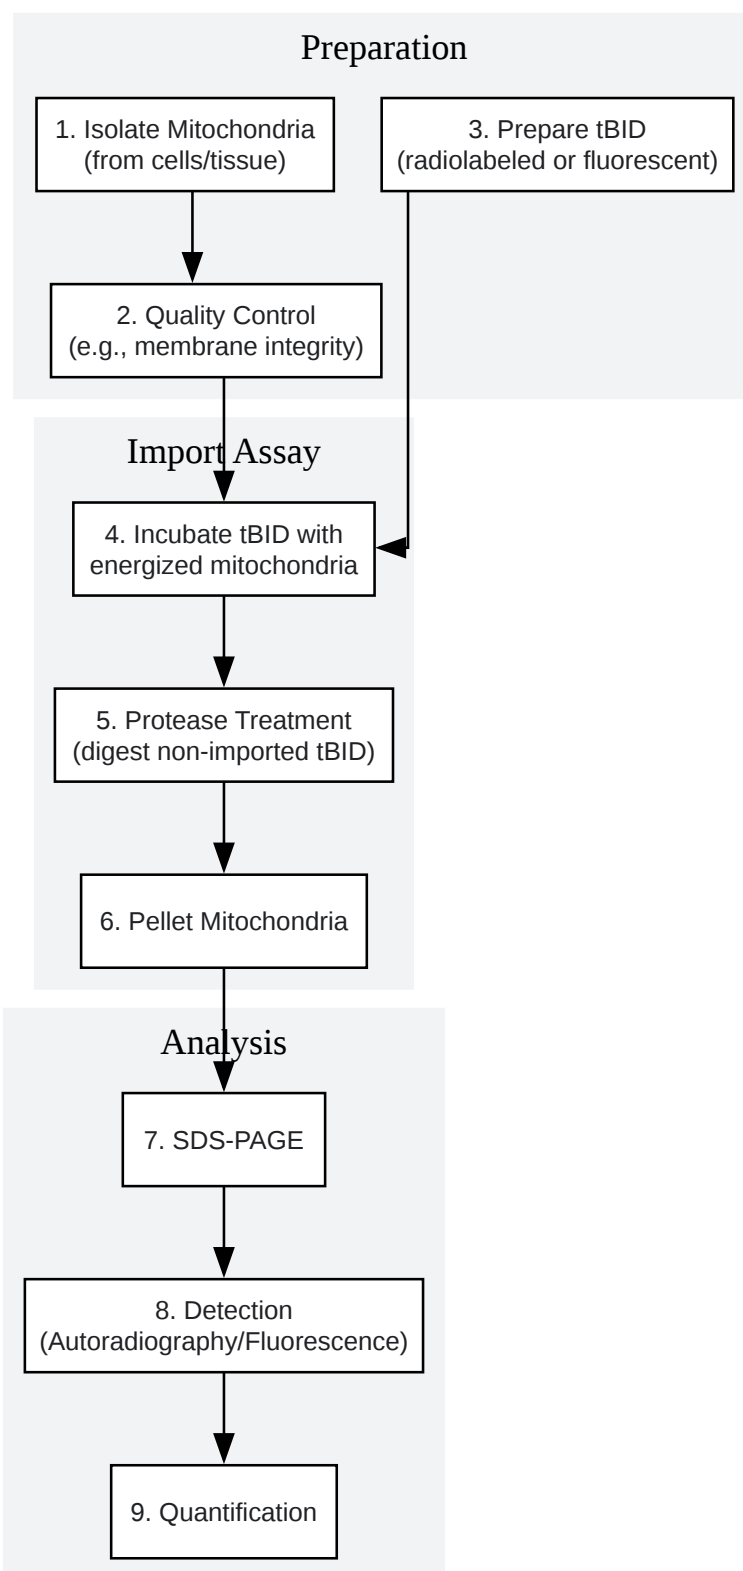 Preparation
1. Isolate Mitochondria
(from cells/tissue)
3. Prepare tBID
(radiolabeled or fluorescent)
2. Quality Control
(e.g., membrane integrity)
Import Assay
4. Incubate tBID with
energized mitochondria
5. Protease Treatment
(digest non-imported tBID)
6. Pellet Mitochondria
Analysis
7. SDS-PAGE
8. Detection
(Autoradiography/Fluorescence)
9. Quantification